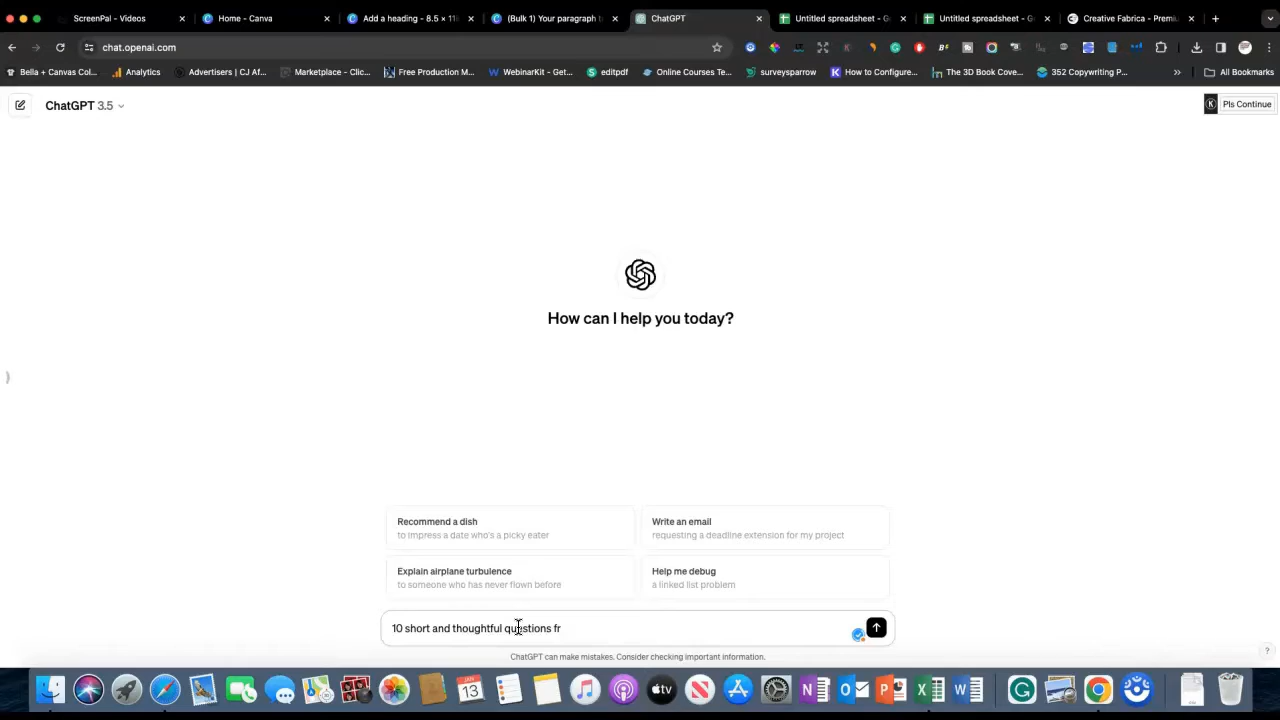 ScreenPal - Videos
Home - Canva
Add a heading - 8.5 × 11
(Bulk 1) Your paragraph t
ChatGPT
Untitled spreadsheet - G
Untitled spreadsheet - G
Creative Fabrica - Premiu
chat.openai.com
Bella + Canvas Col...
Analytics
Advertisers | CJ Af...
Marketplace - Clic...
Free Production M...
WebinarKit - Get...
editpdf
Online Courses Te...
surveysparrow
How to Configure...
The 3D Book Cove...
352 Copywriting P...
All Bookmarks
ChatGPT 3.5
K
Pls Continue
How can I help you today?
Recommend a dish
to impress a date who's a picky eater
Write an email
requesting a deadline extension for my project
Explain airplane turbulence
to someone who has never flown before
Help me debug
a linked list problem
10 short and thoughtful questions fr
ChatGPT can make mistakes. Consider checking important information.
?
JAN
13
tv